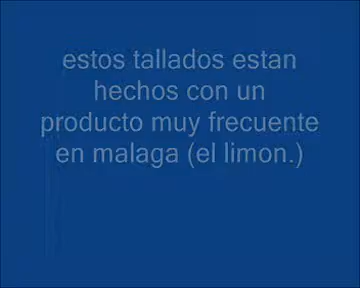 estos tallados estan
hechos con un
producto muy frecuente
en malaga (el limon.)